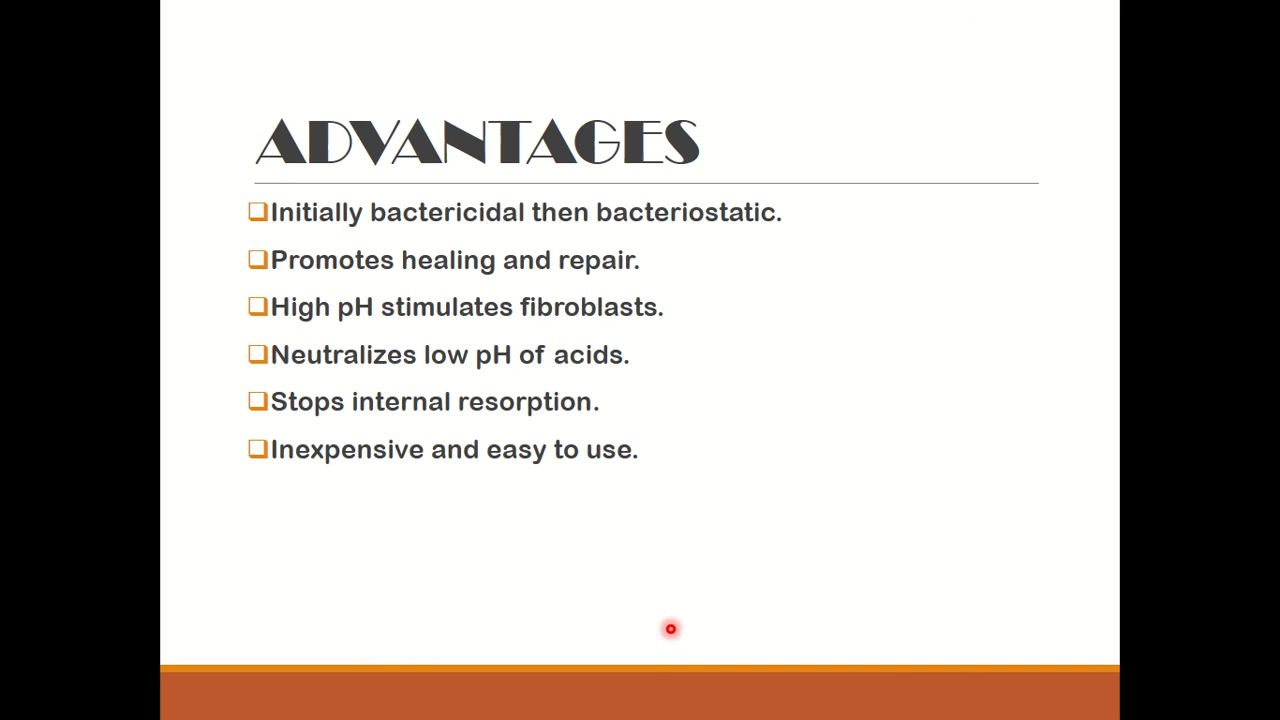 ADVANTAGES
Initially bactericidal then bacteriostatic.
Promotes healing and repair.
High pH stimulates fibroblasts.
Neutralizes low pH of acids.
Stops internal resorption.
Inexpensive and easy to use.